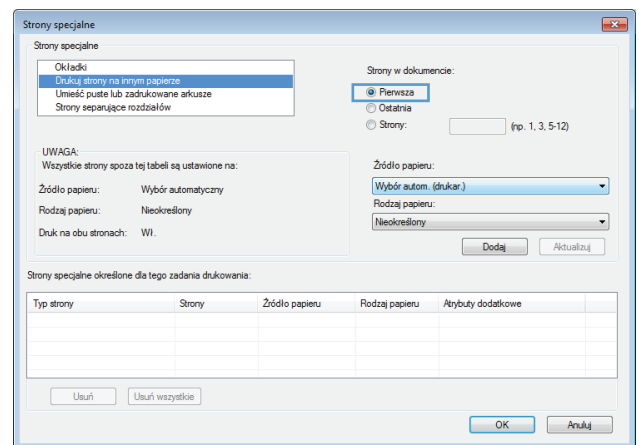 Strony specjalne
Strony specjalne
Okładki
Drukuj strony na innym papierze
Umieść puste lub zadrukowane arkusze
Strony separujące rozdziałów
Strony w dokumencie:
Pierwsza
Ostatnia
Strony: (np. 1, 3, 5-12)
UWAGA:
Wszystkie strony spoza tej tabeli są ustawione na:
Źródło papieru: Wybór automatyczny
Rodzaj papieru: Nieokreślony
Druk na obu stronach: Wł.
Źródło papieru:
Wybór autom. (drukar.)
Rodzaj papieru:
Nieokreślony
Dodaj Aktualizuj
Strony specjalne określone dla tego zadania drukowania:
Typ strony Strony Źródło papieru Rodzaj papieru Atrybuty dodatkowe
Usuń Usuń wszystkie
OK Anuluj